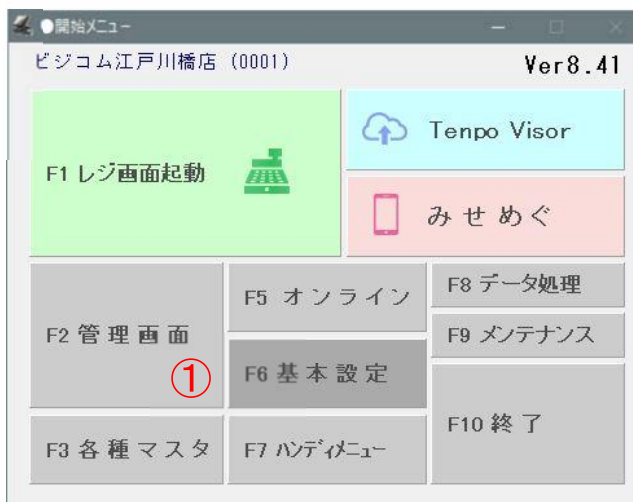 ●開始メニュー
ビジコム江戸川橋店 (0001)
Ver8.41
F1 レジ画面起動
Tenpo Visor
みせめぐ
F2 管理画面
①
F5 オンライン
F8 データ処理
F9 メンテナンス
F6 基本設定
F3 各種マスタ
F7 ﾊﾝﾃﾞｨﾒﾆｭｰ
F10 終了